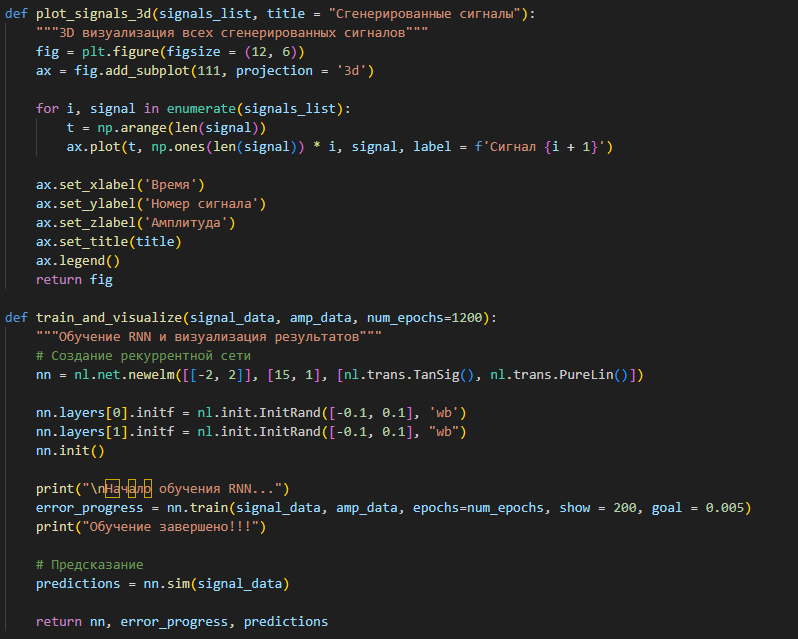 def plot_signals_3d(signals_list, title = "Сгенерированные сигналы"):
    """3D визуализация всех сгенерированных сигналов"""
    fig = plt.figure(figsize = (12, 6))
    ax = fig.add_subplot(111, projection = '3d')

    for i, signal in enumerate(signals_list):
        t = np.arange(len(signal))
        ax.plot(t, np.ones(len(signal)) * i, signal, label = f'Сигнал {i + 1}')

    ax.set_xlabel('Время')
    ax.set_ylabel('Номер сигнала')
    ax.set_zlabel('Амплитуда')
    ax.set_title(title)
    ax.legend()
    return fig

def train_and_visualize(signal_data, amp_data, num_epochs=1200):
    """Обучение RNN и визуализация результатов"""
    # Создание рекуррентной сети
    nn = nl.net.newelm([[-2, 2]], [15, 1], [nl.trans.TanSig(), nl.trans.PureLin()])

    nn.layers[0].initf = nl.init.InitRand([-0.1, 0.1], 'wb')
    nn.layers[1].initf = nl.init.InitRand([-0.1, 0.1], "wb")
    nn.init()

    print("\nНачало обучения RNN...")
    error_progress = nn.train(signal_data, amp_data, epochs=num_epochs, show = 200, goal = 0.005)
    print("Обучение завершено!!!")

    # Предсказание
    predictions = nn.sim(signal_data)

    return nn, error_progress, predictions